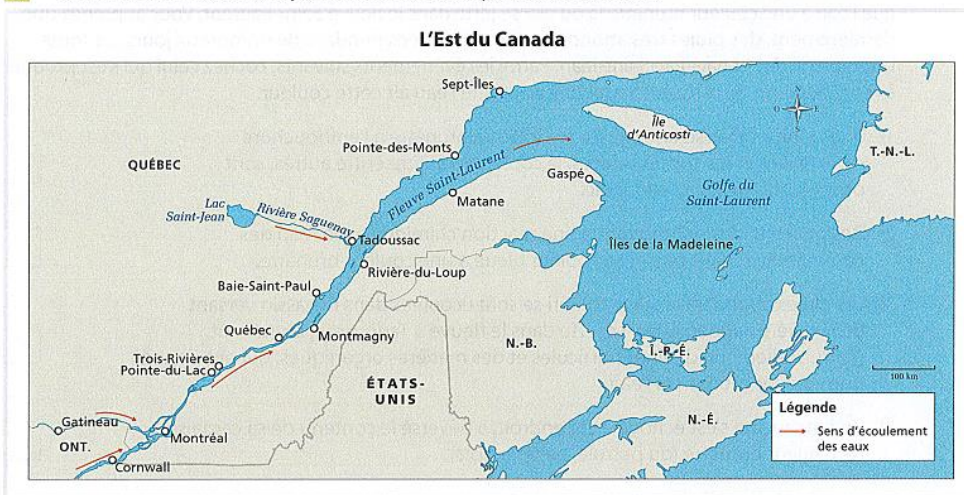 L'Est du Canada
Sept-Îles
Île
d'Anticosti
N
O
E
S
Pointe-des-Monts
QUÉBEC
T.-N.-L.
Fleuve Saint-Laurent
Gaspé
Golfe du
Saint-Laurent
Lac
Saint-Jean
Rivière Saguenay
Matane
Tadoussac
Îles de la Madeleine
Rivière-du-Loup
Baie-Saint-Paul
Québec
Montmagny
N.-B.
Î.-P.-É.
Trois-Rivières
Pointe-du-Lac
ÉTATS-
UNIS
100 km
N.-É.
Légende
Sens d'écoulement
des eaux
Gatineau
ONT.
Montréal
Cornwall